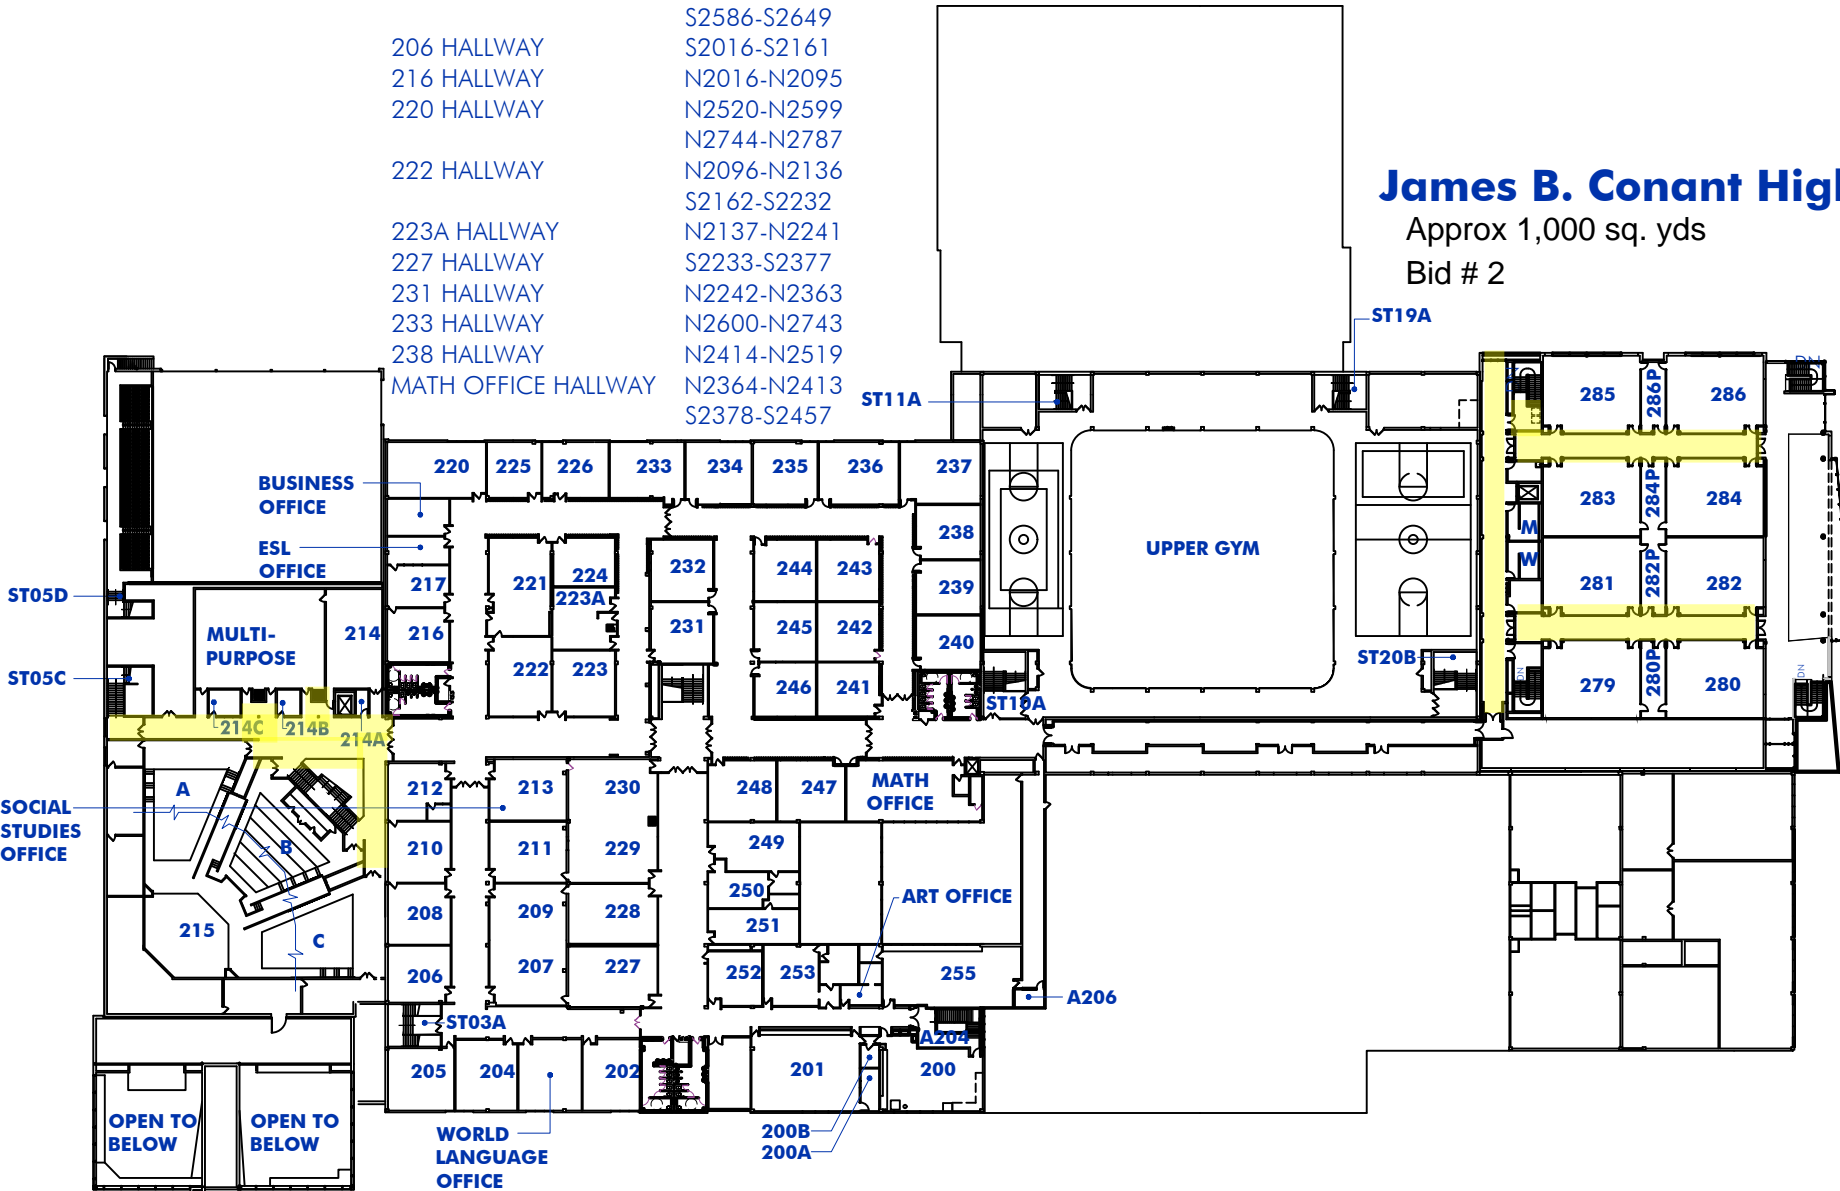 S2586-S2649
206 HALLWAY S2016-S2161
216 HALLWAY N2016-N2095
220 HALLWAY N2520-N2599
N2744-N2787
222 HALLWAY N2096-N2136
S2162-S2232
223A HALLWAY N2137-N2241
227 HALLWAY S2233-S2377
231 HALLWAY N2242-N2363
233 HALLWAY N2600-N2743
238 HALLWAY N2414-N2519
MATH OFFICE HALLWAY N2364-N2413
S2378-S2457
James B. Conant High
Approx 1,000 sq. yds
Bid # 2
ST19A
ST11A
DN
285
286P
286
220
225
226
233
234
235
236
237
BUSINESS
OFFICE
283
284P
284
238
M
ESL
OFFICE
UPPER GYM
232
244
243
W
221
224
217
239
281
282P
282
ST05D
223A
MULTI-
PURPOSE
214
216
231
245
242
240
ST20B
ST05C
222
223
246
241
279
280P
280
DN
DN
ST10A
214C
214B
214A
A
212
213
230
248
247
MATH
OFFICE
SOCIAL
STUDIES
OFFICE
B
210
211
229
249
250
ART OFFICE
208
209
228
251
215
C
206
207
227
252
253
255
A206
ST03A
A204
205
204
202
201
200
OPEN TO
BELOW
OPEN TO
BELOW
WORLD
LANGUAGE
OFFICE
200B
200A